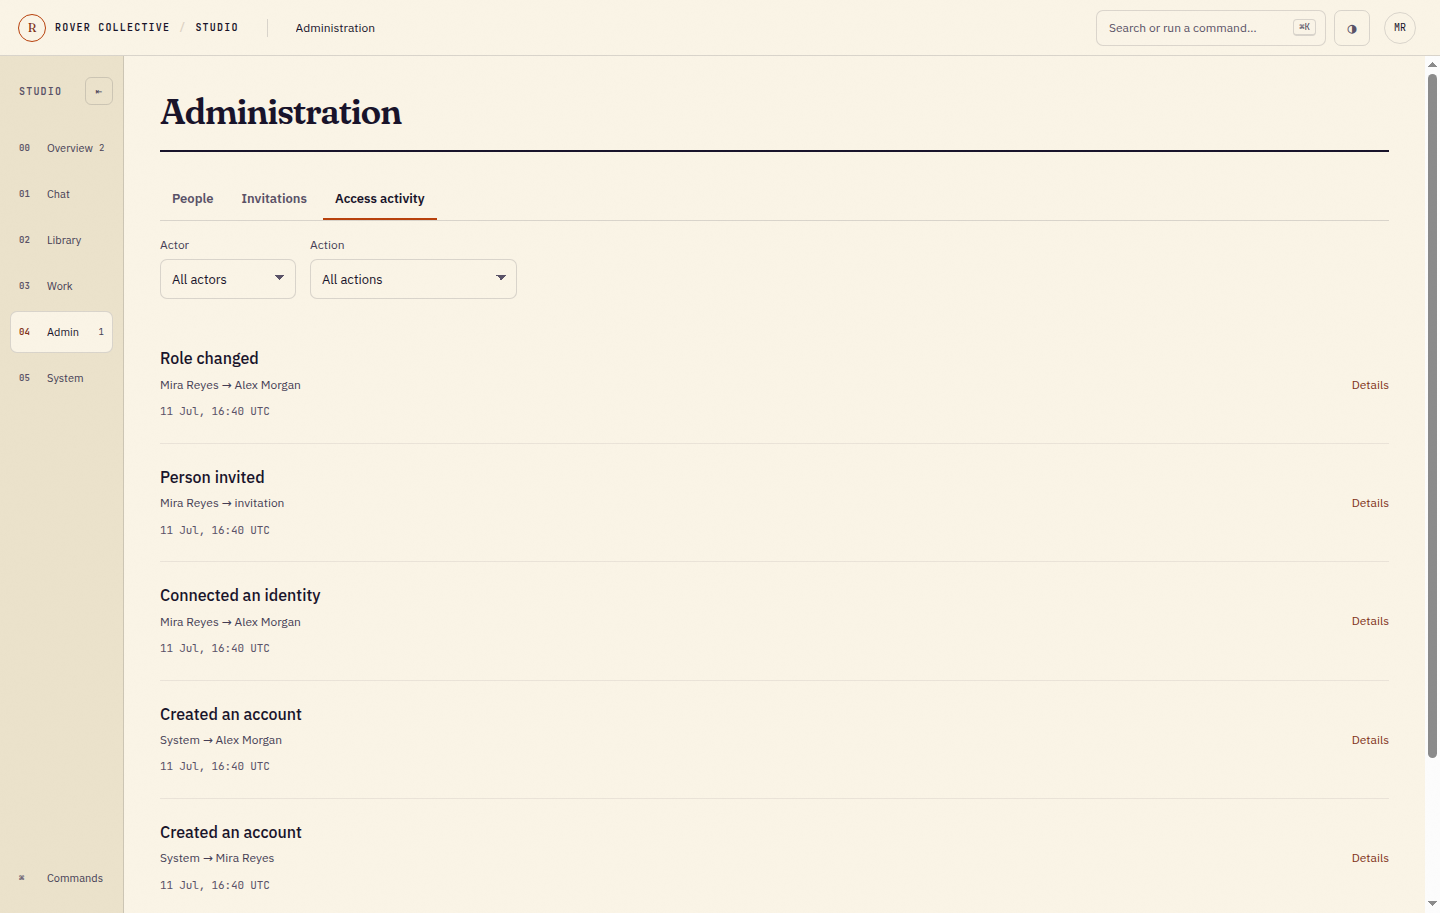 R ROVER COLLECTIVE / STUDIO
Administration
Search or run a command...
⌘K
◑
MR
STUDIO
⇤
00 Overview 2
01 Chat
02 Library
03 Work
04 Admin 1
05 System
⌘ Commands
Administration
People
Invitations
Access activity
Actor
Action
All actors
All actions
Role changed
Mira Reyes → Alex Morgan
Details
11 Jul, 16:40 UTC
Person invited
Mira Reyes → invitation
Details
11 Jul, 16:40 UTC
Connected an identity
Mira Reyes → Alex Morgan
Details
11 Jul, 16:40 UTC
Created an account
System → Alex Morgan
Details
11 Jul, 16:40 UTC
Created an account
System → Mira Reyes
Details
11 Jul, 16:40 UTC